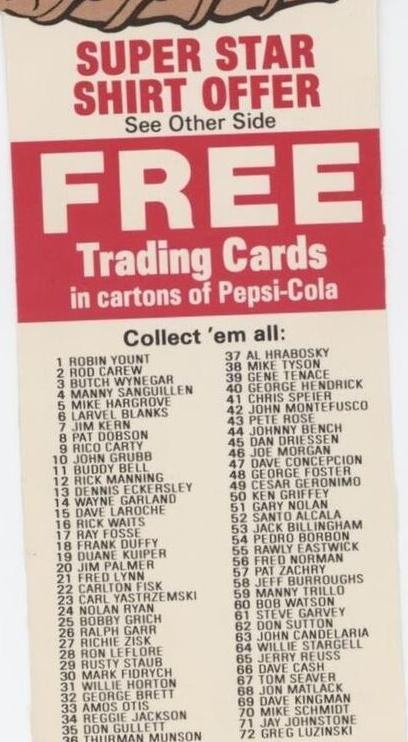 SUPER STAR
SHIRT OFFER
See Other Side
FREE
Trading Cards
in cartons of Pepsi-Cola
Collect 'em all:
1 ROBIN YOUNT
2 ROD CAREW
3 BUTCH WYNEGAR
4 MANNY SANGUILLEN
5 MIKE HARGROVE
6 LARVEL BLANKS
7 JIM KERN
8 PAT DOBSON
9 RICO CARTY
10 JOHN GRUBB
11 BUDDY BELL
12 RICK MANNING
13 DENNIS ECKERSLEY
14 WAYNE GARLAND
15 DAVE LAROCHE
16 RICK WAITS
17 RAY FOSSE
18 FRANK DUFFY
19 DUANE KUIPER
20 JIM PALMER
21 FRED LYNN
22 CARLTON FISK
23 CARL YASTRZEMSKI
24 NOLAN RYAN
25 BOBBY GRICH
26 RALPH GARR
27 RICHIE ZISK
28 RON LEFLORE
29 RUSTY STAUB
30 MARK FIDRYCH
31 WILLIE HORTON
32 GEORGE BRETT
33 AMOS OTIS
34 REGGIE JACKSON
35 DON GULLETT
36 THURMAN MUNSON
37 AL HRABOSKY
38 MIKE TYSON
39 GENE TENACE
40 GEORGE HENDRICK
41 CHRIS SPEIER
42 JOHN MONTEFUSCO
43 PETE ROSE
44 JOHNNY BENCH
45 DAN DRIESSEN
46 JOE MORGAN
47 DAVE CONCEPCION
48 GEORGE FOSTER
49 CESAR GERONIMO
50 KEN GRIFFEY
51 GARY NOLAN
52 SANTO ALCALA
53 JACK BILLINGHAM
54 PEDRO BORBON
55 RAWLY EASTWICK
56 FRED NORMAN
57 PAT ZACHRY
58 JEFF BURROUGHS
59 MANNY TRILLO
60 BOB WATSON
61 STEVE GARVEY
62 DON SUTTON
63 JOHN CANDELARIA
64 WILLIE STARGELL
65 JERRY REUSS
66 DAVE CASH
67 TOM SEAVER
68 JON MATLACK
69 DAVE KINGMAN
70 MIKE SCHMIDT
71 JAY JOHNSTONE
72 GREG LUZINSKI